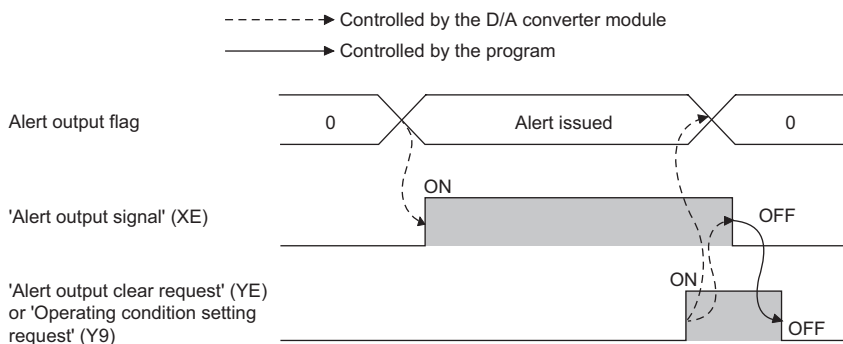 Controlled by the D/A converter module
Controlled by the program
Alert output flag
0
Alert issued
0
ON
'Alert output signal' (XE)
OFF
ON
'Alert output clear request' (YE)
or 'Operating condition setting
request' (Y9)
OFF